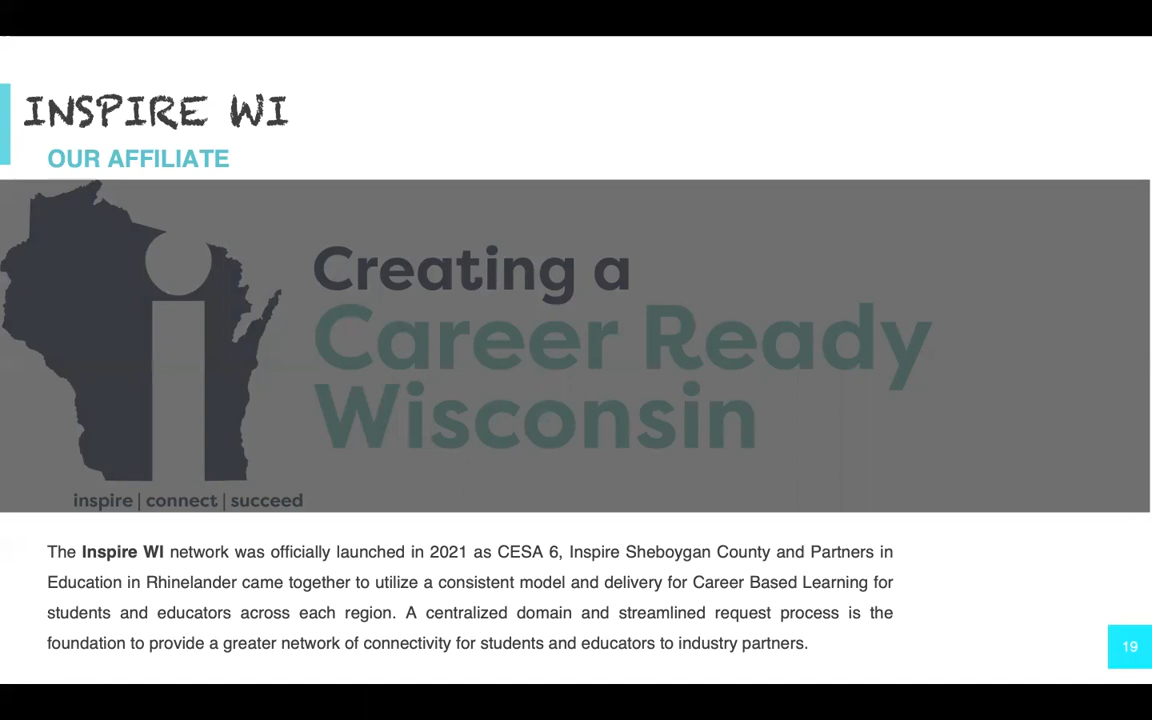 INSPIRE WI
OUR AFFILIATE
Creating a
Career Ready
Wisconsin
inspire | connect | succeed
The Inspire WI network was officially launched in 2021 as CESA 6, Inspire Sheboygan County and Partners in
Education in Rhinelander came together to utilize a consistent model and delivery for Career Based Learning for
students and educators across each region. A centralized domain and streamlined request process is the
foundation to provide a greater network of connectivity for students and educators to industry partners.
19